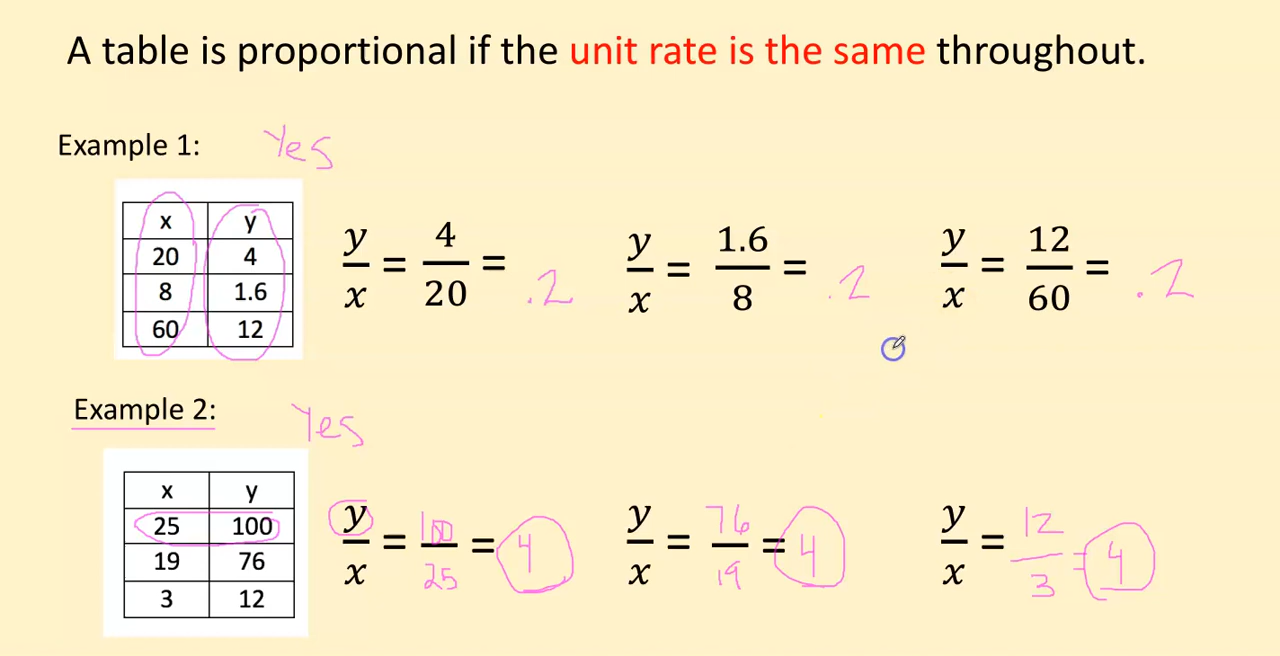 A table is proportional if the unit rate is the same throughout.
Example 1: Yes
x y
20 4
8 1.6
60 12
y/x = 4/20 = .2
y/x = 1.6/8 = .2
y/x = 12/60 = .2
Example 2: Yes
x y
25 100
19 76
3 12
y/x = 100/25 = 4
y/x = 76/19 = 4
y/x = 12/3 = 4